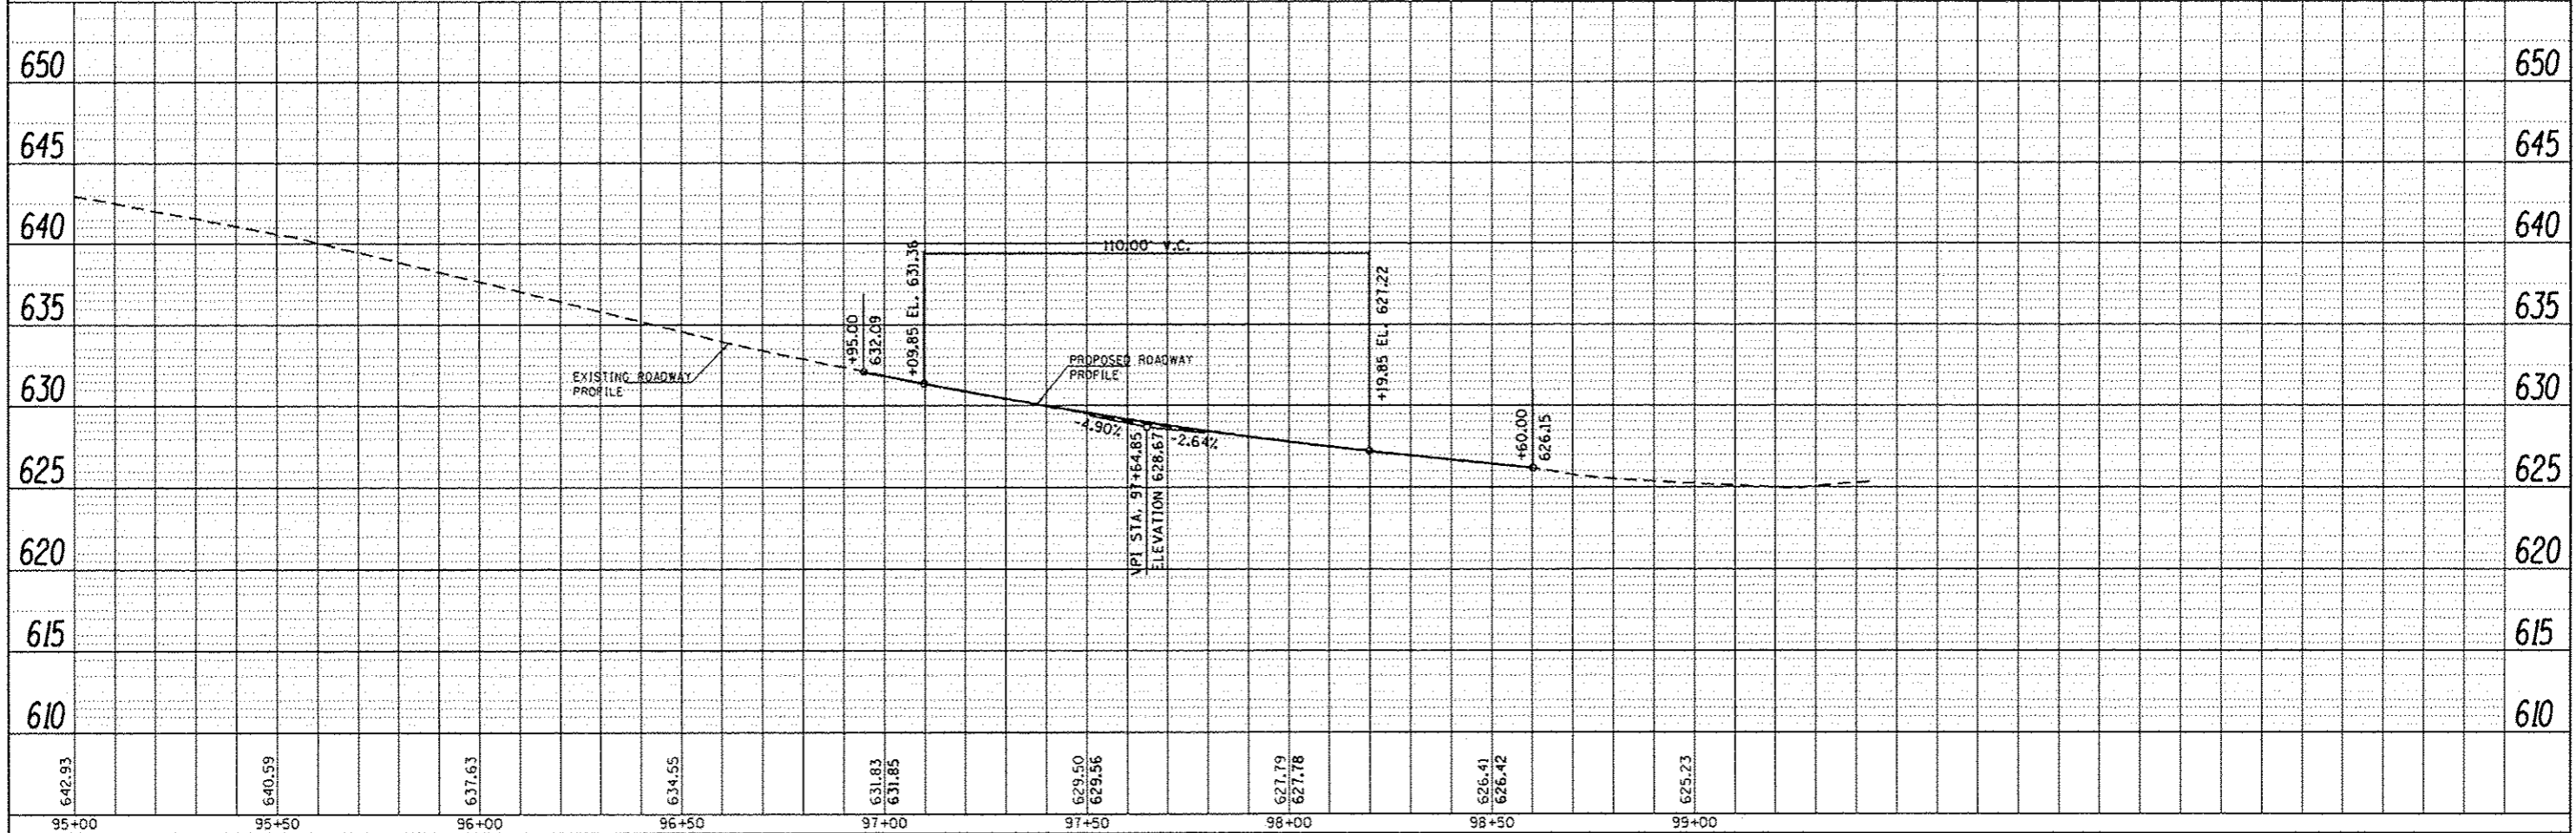 650 650
645 645
640 640
110.00' V.C.
635 635
+95.00
632.09
+09.85 EL. 631.36
+19.85 EL. 627.22
EXISTING ROADWAY
PROFILE
PROPOSED ROADWAY
PROFILE
630 630
-4.90%
-2.64%
VPI STA. 97+64.85
ELEVATION 628.67
+60.00
626.15
625 625
620 620
615 615
610 610
642.93
640.59
637.63
634.55
631.83
631.85
629.50
629.56
627.79
627.78
626.41
626.42
625.23
95+00 95+50 96+00 96+50 97+00 97+50 98+00 98+50 99+00